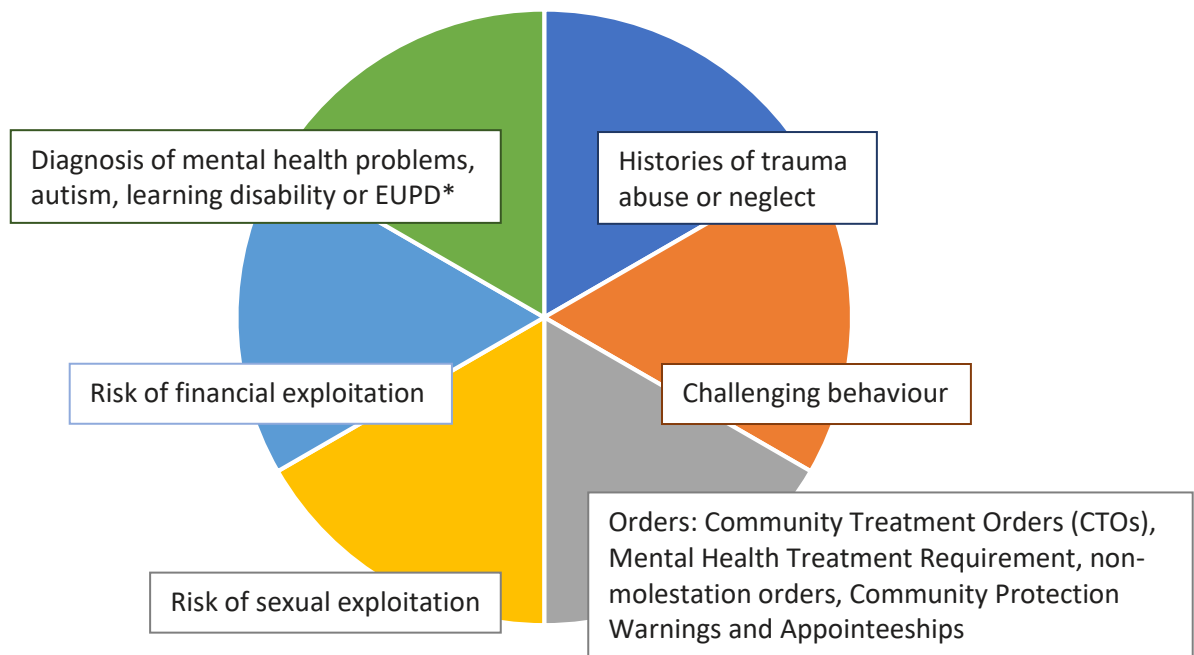 Diagnosis of mental health problems,
autism, learning disability or EUPD*
Histories of trauma
abuse or neglect
Risk of financial exploitation
Challenging behaviour
Risk of sexual exploitation
Orders: Community Treatment Orders (CTOs),
Mental Health Treatment Requirement, non-
molestation orders, Community Protection
Warnings and Appointeeships